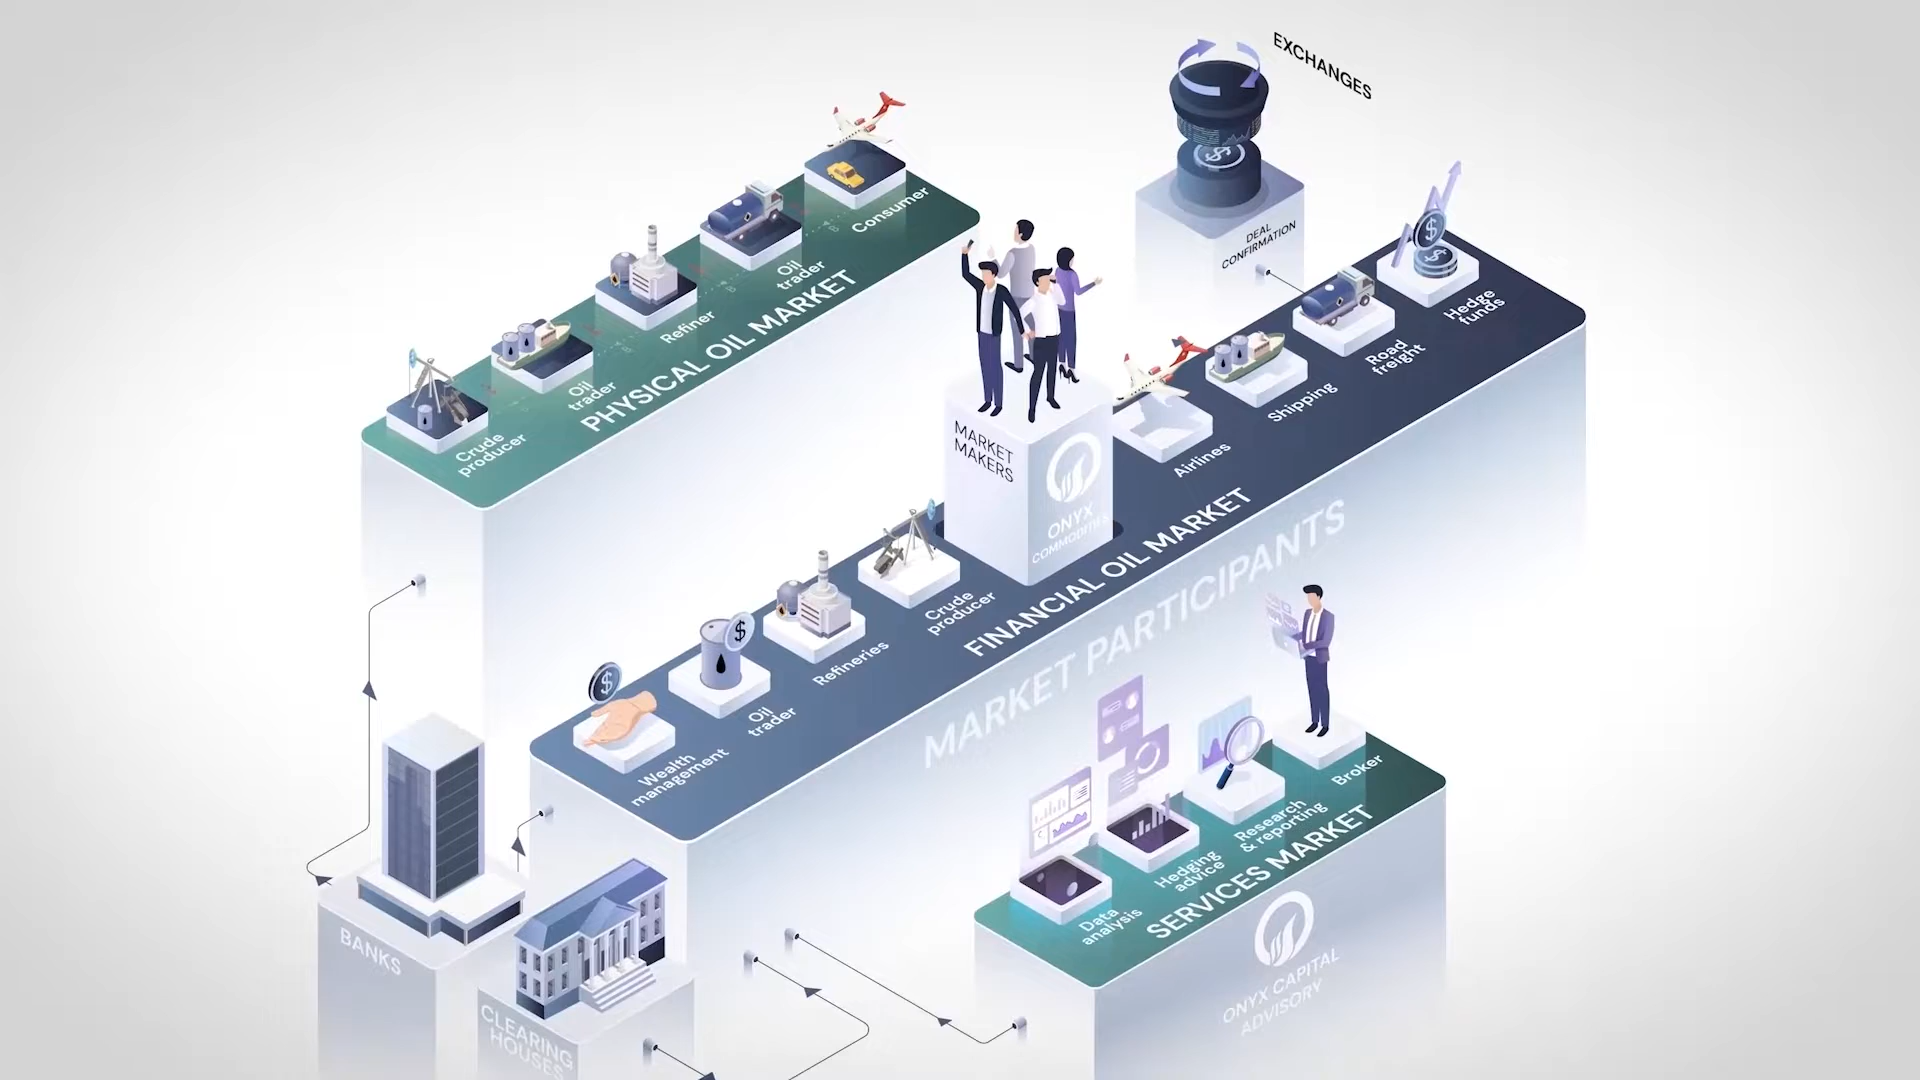 EXCHANGES
DEAL
CONFIRMATION
Consumer
Oil
trader
Refiner
Oil
trader
Crude
producer
PHYSICAL OIL MARKET
Hedge
funds
Road
freight
Shipping
Airlines
MARKET
MAKERS
ONYX
COMMODITIES
Crude
producer
Refineries
Oil
trader
Wealth
management
FINANCIAL OIL MARKET
MARKET PARTICIPANTS
Broker
Research
& reporting
Hedging
advice
Data
analysis
SERVICES MARKET
ONYX CAPITAL
ADVISORY
BANKS
CLEARING
HOUSES